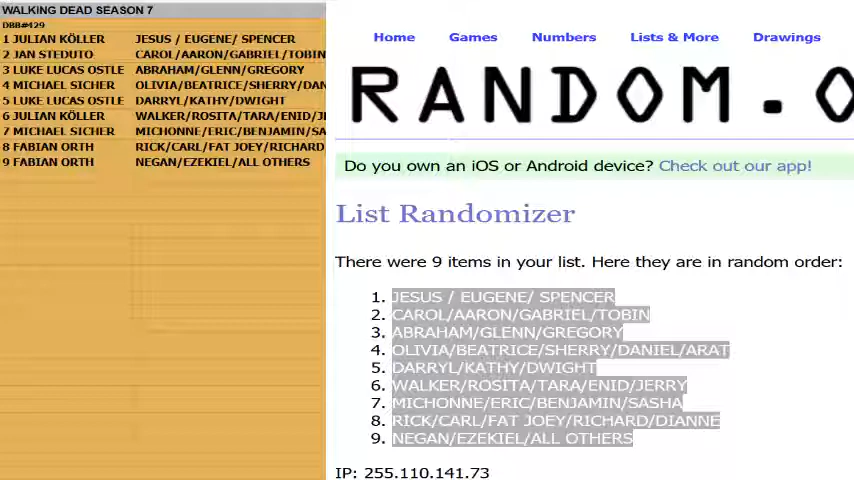 WALKING DEAD SEASON 7
DBB#429
1 JULIAN KÖLLER JESUS / EUGENE/ SPENCER
2 JAN STEDUTO CAROL/AARON/GABRIEL/TOBIN
3 LUKE LUCAS OSTLE ABRAHAM/GLENN/GREGORY
4 MICHAEL SICHER OLIVIA/BEATRICE/SHERRY/DAN
5 LUKE LUCAS OSTLE DARRYL/KATHY/DWIGHT
6 JULIAN KÖLLER WALKER/ROSITA/TARA/ENID/J
7 MICHAEL SICHER MICHONNE/ERIC/BENJAMIN/SA
8 FABIAN ORTH RICK/CARL/FAT JOEY/RICHARD
9 FABIAN ORTH NEGAN/EZEKIEL/ALL OTHERS
Home Games Numbers Lists & More Drawings
RANDOM.O
Do you own an iOS or Android device? Check out our app!
List Randomizer
There were 9 items in your list. Here they are in random order:
1. JESUS / EUGENE/ SPENCER
2. CAROL/AARON/GABRIEL/TOBIN
3. ABRAHAM/GLENN/GREGORY
4. OLIVIA/BEATRICE/SHERRY/DANIEL/ARAT
5. DARRYL/KATHY/DWIGHT
6. WALKER/ROSITA/TARA/ENID/JERRY
7. MICHONNE/ERIC/BENJAMIN/SASHA
8. RICK/CARL/FAT JOEY/RICHARD/DIANNE
9. NEGAN/EZEKIEL/ALL OTHERS
IP: 255.110.141.73